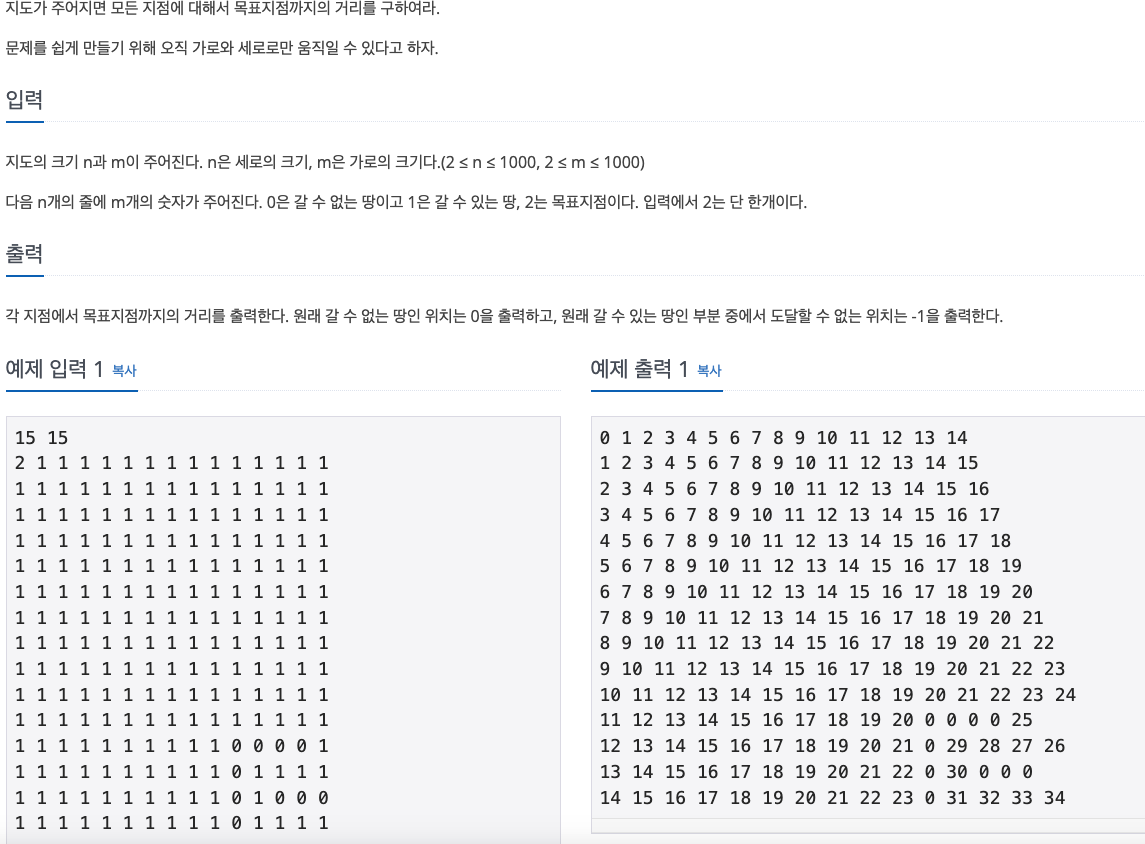 지도가 주어지면 모든 지점에 대해서 목표지점까지의 거리를 구하여라.
문제를 쉽게 만들기 위해 오직 가로와 세로로만 움직일 수 있다고 하자.
입력
지도의 크기 n과 m이 주어진다. n은 세로의 크기, m은 가로의 크기다.(2 ≤ n ≤ 1000, 2 ≤ m ≤ 1000)
다음 n개의 줄에 m개의 숫자가 주어진다. 0은 갈 수 없는 땅이고 1은 갈 수 있는 땅, 2는 목표지점이다. 입력에서 2는 단 한개이다.
출력
각 지점에서 목표지점까지의 거리를 출력한다. 원래 갈 수 없는 땅인 위치는 0을 출력하고, 원래 갈 수 있는 땅인 부분 중에서 도달할 수 없는 위치는 -1을 출력한다.
예제 입력 1 복사
15 15
2 1 1 1 1 1 1 1 1 1 1 1 1 1 1
1 1 1 1 1 1 1 1 1 1 1 1 1 1 1
1 1 1 1 1 1 1 1 1 1 1 1 1 1 1
1 1 1 1 1 1 1 1 1 1 1 1 1 1 1
1 1 1 1 1 1 1 1 1 1 1 1 1 1 1
1 1 1 1 1 1 1 1 1 1 1 1 1 1 1
1 1 1 1 1 1 1 1 1 1 1 1 1 1 1
1 1 1 1 1 1 1 1 1 1 1 1 1 1 1
1 1 1 1 1 1 1 1 1 1 1 1 1 1 1
1 1 1 1 1 1 1 1 1 1 1 1 1 1 1
1 1 1 1 1 1 1 1 1 1 1 1 1 1 1
1 1 1 1 1 1 1 1 1 1 0 0 0 0 1
1 1 1 1 1 1 1 1 1 1 0 1 1 1 1
1 1 1 1 1 1 1 1 1 1 0 1 0 0 0
1 1 1 1 1 1 1 1 1 1 0 1 1 1 1
예제 출력 1 복사
0 1 2 3 4 5 6 7 8 9 10 11 12 13 14
1 2 3 4 5 6 7 8 9 10 11 12 13 14 15
2 3 4 5 6 7 8 9 10 11 12 13 14 15 16
3 4 5 6 7 8 9 10 11 12 13 14 15 16 17
4 5 6 7 8 9 10 11 12 13 14 15 16 17 18
5 6 7 8 9 10 11 12 13 14 15 16 17 18 19
6 7 8 9 10 11 12 13 14 15 16 17 18 19 20
7 8 9 10 11 12 13 14 15 16 17 18 19 20 21
8 9 10 11 12 13 14 15 16 17 18 19 20 21 22
9 10 11 12 13 14 15 16 17 18 19 20 21 22 23
10 11 12 13 14 15 16 17 18 19 20 21 22 23 24
11 12 13 14 15 16 17 18 19 20 0 0 0 0 25
12 13 14 15 16 17 18 19 20 21 0 29 28 27 26
13 14 15 16 17 18 19 20 21 22 0 30 0 0 0
14 15 16 17 18 19 20 21 22 23 0 31 32 33 34